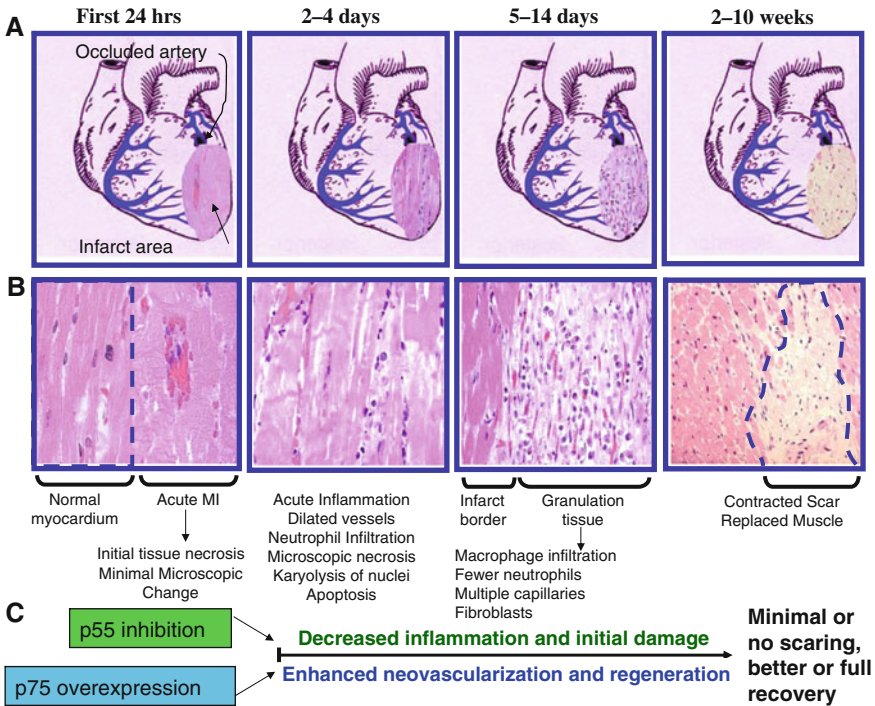 First 24 hrs
2–4 days
5–14 days
2–10 weeks
A
Occluded artery
Infarct area
B
Normal
myocardium
Acute MI
Initial tissue necrosis
Minimal Microscopic
Change
Acute Inflammation
Dilated vessels
Neutrophil Infiltration
Microscopic necrosis
Karyolysis of nuclei
Apoptosis
Infarct
border
Granulation
tissue
Macrophage infiltration
Fewer neutrophils
Multiple capillaries
Fibroblasts
Contracted Scar
Replaced Muscle
C
p55 inhibition
p75 overexpression
Decreased inflammation and initial damage
Enhanced neovascularization and regeneration
Minimal or
no scaring,
better or full
recovery